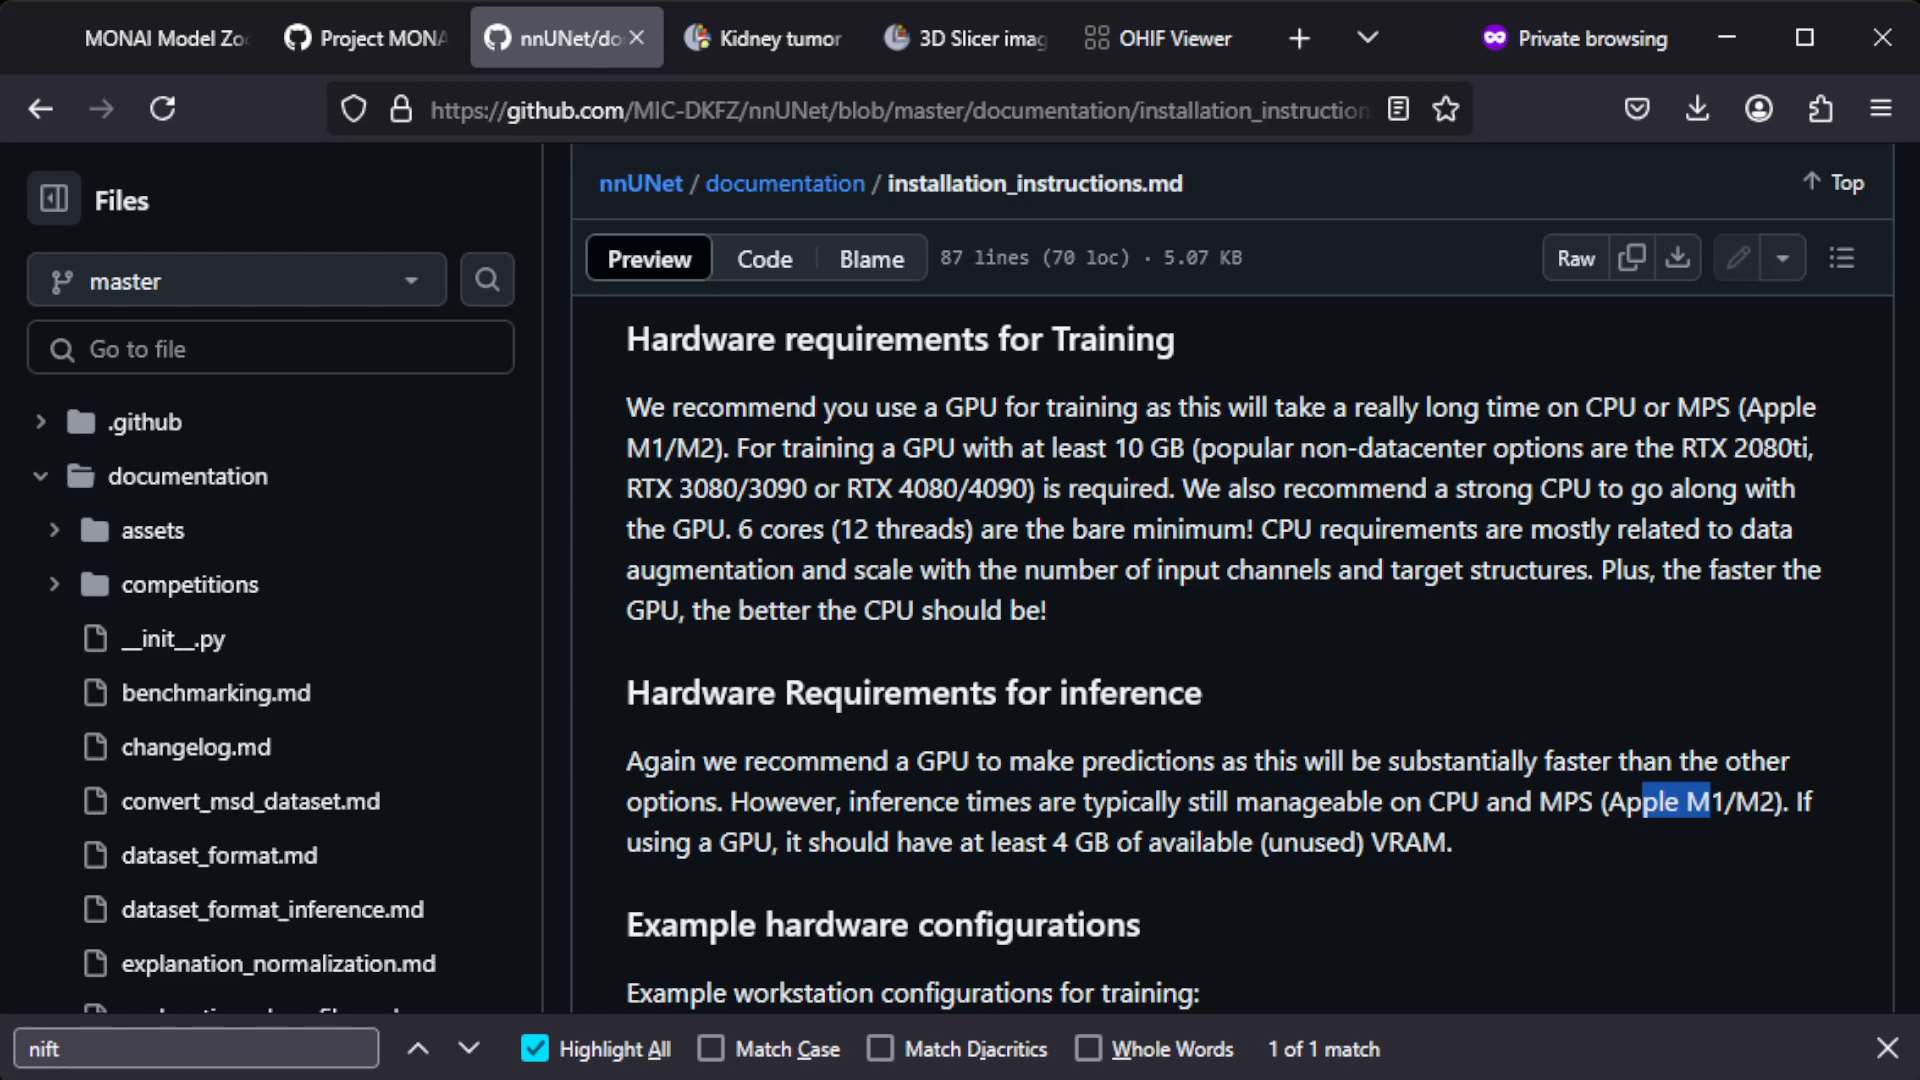 MONAI Model Zoo
Project MONA
nnUNet/do
Kidney tumor
3D Slicer imag
OHIF Viewer
Private browsing
https://github.com/MIC-DKFZ/nnUNet/blob/master/documentation/installation_instruction
Files
master
Go to file
.github
documentation
assets
competitions
__init__.py
benchmarking.md
changelog.md
convert_msd_dataset.md
dataset_format.md
dataset_format_inference.md
explanation_normalization.md
nnUNet / documentation / installation_instructions.md
Top
Preview
Code
Blame
87 lines (70 loc) · 5.07 KB
Raw
Hardware requirements for Training
We recommend you use a GPU for training as this will take a really long time on CPU or MPS (Apple
M1/M2). For training a GPU with at least 10 GB (popular non-datacenter options are the RTX 2080ti,
RTX 3080/3090 or RTX 4080/4090) is required. We also recommend a strong CPU to go along with
the GPU. 6 cores (12 threads) are the bare minimum! CPU requirements are mostly related to data
augmentation and scale with the number of input channels and target structures. Plus, the faster the
GPU, the better the CPU should be!
Hardware Requirements for inference
Again we recommend a GPU to make predictions as this will be substantially faster than the other
options. However, inference times are typically still manageable on CPU and MPS (Apple M1/M2). If
using a GPU, it should have at least 4 GB of available (unused) VRAM.
Example hardware configurations
Example workstation configurations for training:
nift
Highlight All
Match Case
Match Diacritics
Whole Words
1 of 1 match